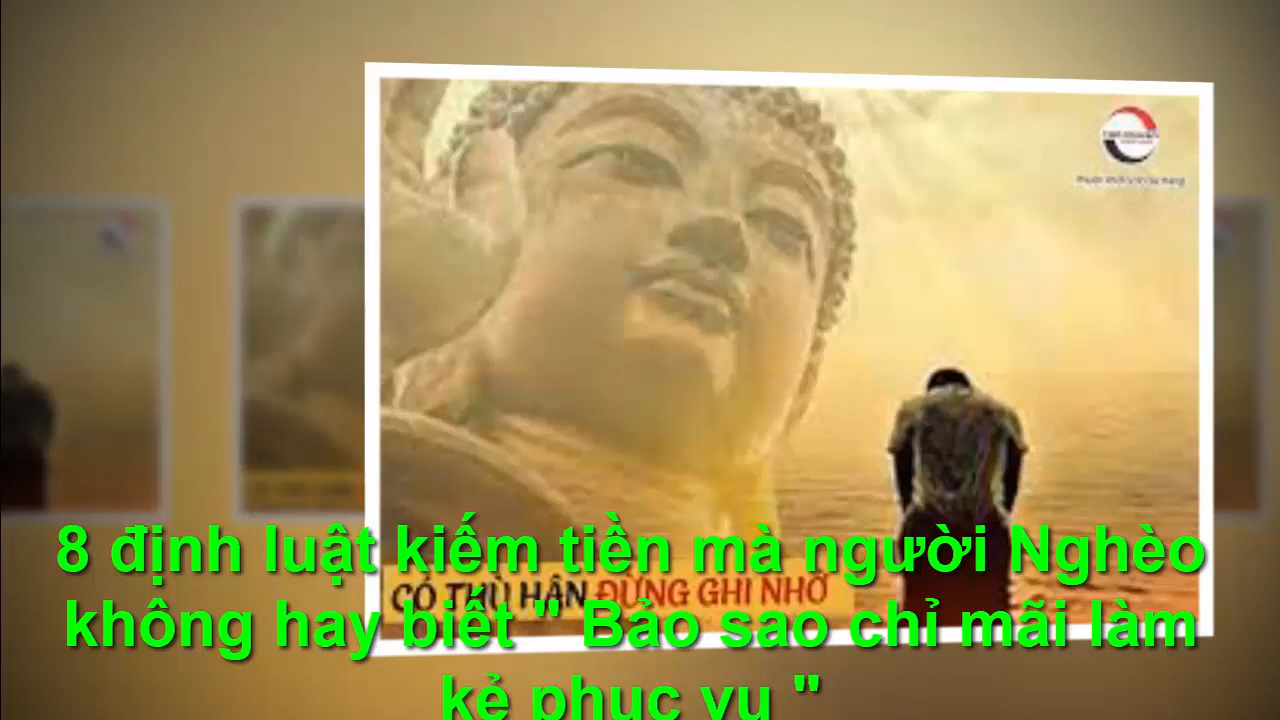 8 định luật kiếm tiền mà người Nghèo
CÓ THÙ HẬN ĐỪNG GHI NHỚ
không hay biết " Bảo sao chỉ mãi làm
kẻ phục vụ "